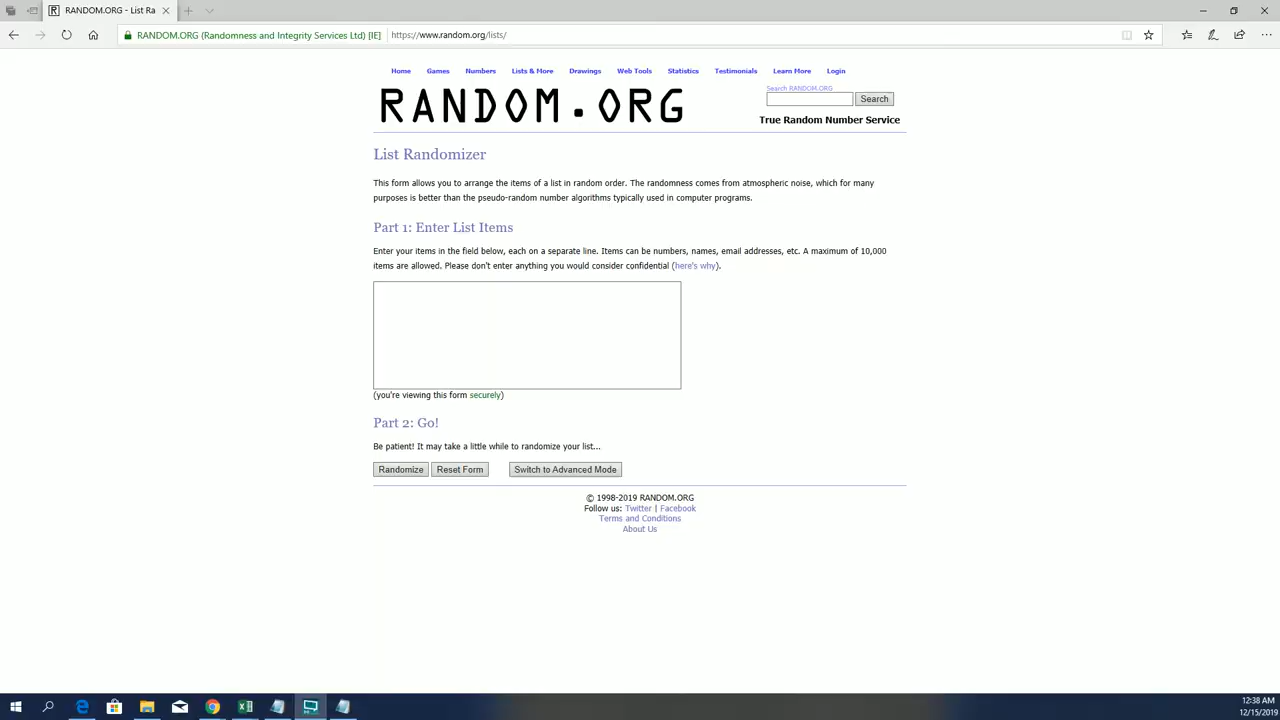 RANDOM.ORG - List Ra
RANDOM.ORG (Randomness and Integrity Services Ltd) [IE]
https://www.random.org/lists/
Home Games Numbers Lists & More Drawings Web Tools Statistics Testimonials Learn More Login
RANDOM.ORG
Search RANDOM.ORG
Search
True Random Number Service
List Randomizer
This form allows you to arrange the items of a list in random order. The randomness comes from atmospheric noise, which for many
purposes is better than the pseudo-random number algorithms typically used in computer programs.
Part 1: Enter List Items
Enter your items in the field below, each on a separate line. Items can be numbers, names, email addresses, etc. A maximum of 10,000
items are allowed. Please don't enter anything you would consider confidential (here's why).
(you're viewing this form securely)
Part 2: Go!
Be patient! It may take a little while to randomize your list...
Randomize Reset Form Switch to Advanced Mode
© 1998-2019 RANDOM.ORG
Follow us: Twitter | Facebook
Terms and Conditions
About Us
12:38 AM
12/15/2019